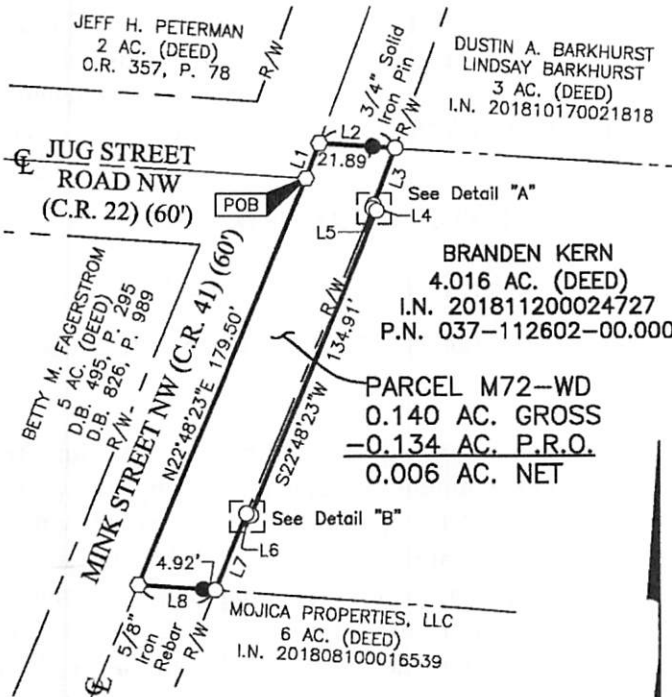 JEFF H. PETERMAN
2 AC. (DEED)
O.R. 357, P. 78
R/W
3/4" Solid
Iron Pin
R/W
DUSTIN A. BARKHURST
LINDSAY BARKHURST
3 AC. (DEED)
I.N. 201810170021818
℄ JUG STREET
ROAD NW
(C.R. 22) (60')
L1
L2
21.89'
L3
POB
See Detail "A"
L4
L5
BRANDEN KERN
4.016 AC. (DEED)
I.N. 201811200024727
P.N. 037-112602-00.000
BETTY M. FAGERSTROM
5 AC. (DEED)
D.B. 495, P. 295
D.B. 826, P. 989
R/W
MINK STREET NW (C.R. 41) (60')
N22°48'23"E 179.50'
R/W
S22°48'23"W 134.91'
PARCEL M72-WD
0.140 AC. GROSS
-0.134 AC. P.R.O.
0.006 AC. NET
See Detail "B"
L6
L7
4.92'
L8
5/8"
Iron
Rebar
R/W
℄
MOJICA PROPERTIES, LLC
6 AC. (DEED)
I.N. 201808100016539